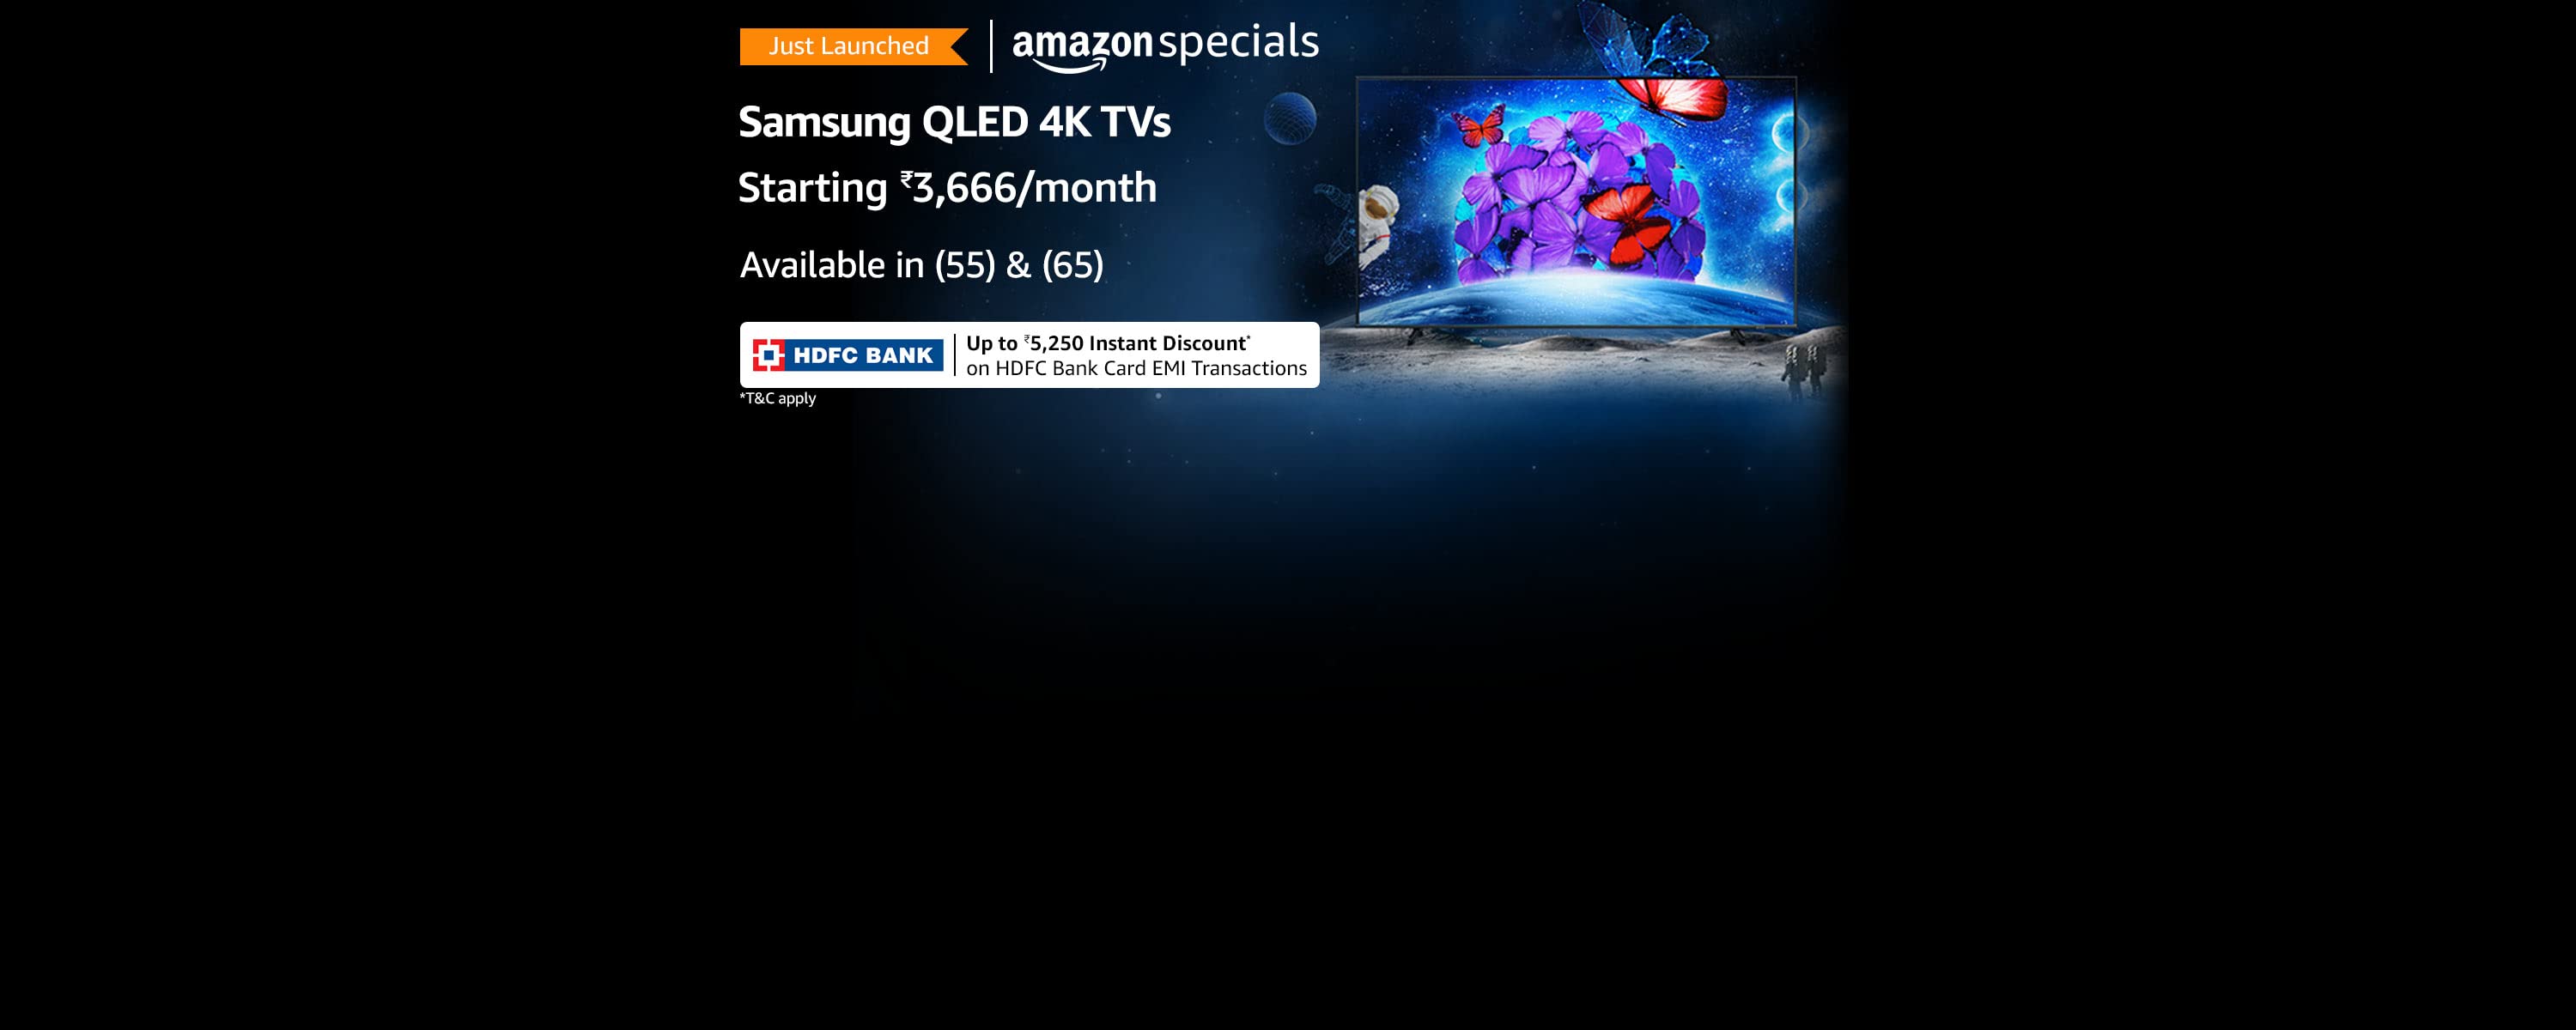 Just Launched
amazon specials
Samsung QLED 4K TVs
Starting ₹3,666/month
Available in (55) & (65)
HDFC BANK
Up to ₹5,250 Instant Discount*
on HDFC Bank Card EMI Transactions
*T&C apply